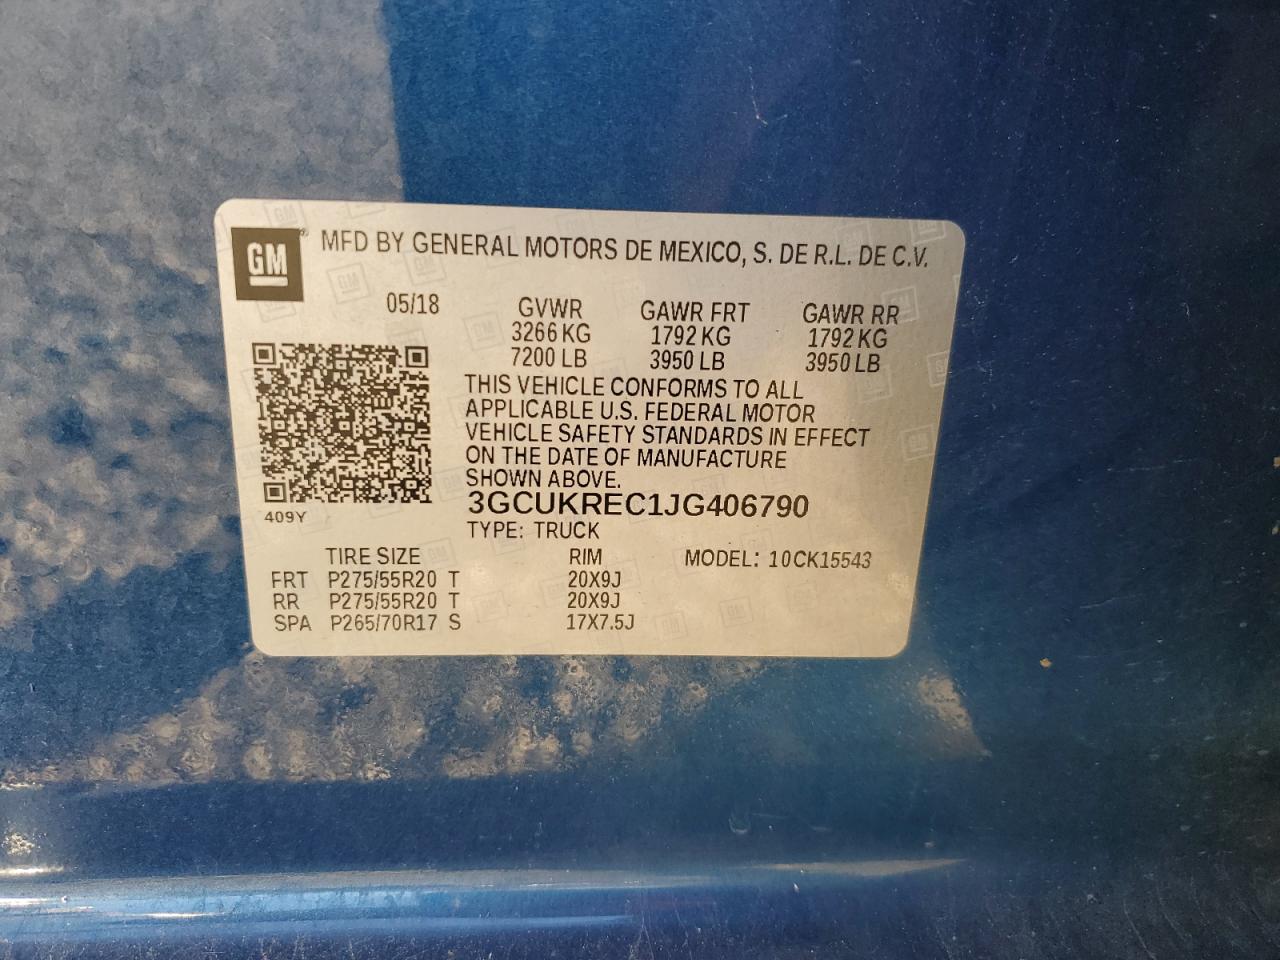 GM ® MFD BY GENERAL MOTORS DE MEXICO, S. DE R.L. DE C.V.
05/18 GVWR GAWR FRT GAWR RR
3266 KG 1792 KG 1792 KG
7200 LB 3950 LB 3950 LB
THIS VEHICLE CONFORMS TO ALL
APPLICABLE U.S. FEDERAL MOTOR
VEHICLE SAFETY STANDARDS IN EFFECT
ON THE DATE OF MANUFACTURE
SHOWN ABOVE.
3GCUKREC1JG406790
409Y
TYPE: TRUCK
TIRE SIZE RIM MODEL: 10CK15543
FRT P275/55R20 T 20X9J
RR P275/55R20 T 20X9J
SPA P265/70R17 S 17X7.5J